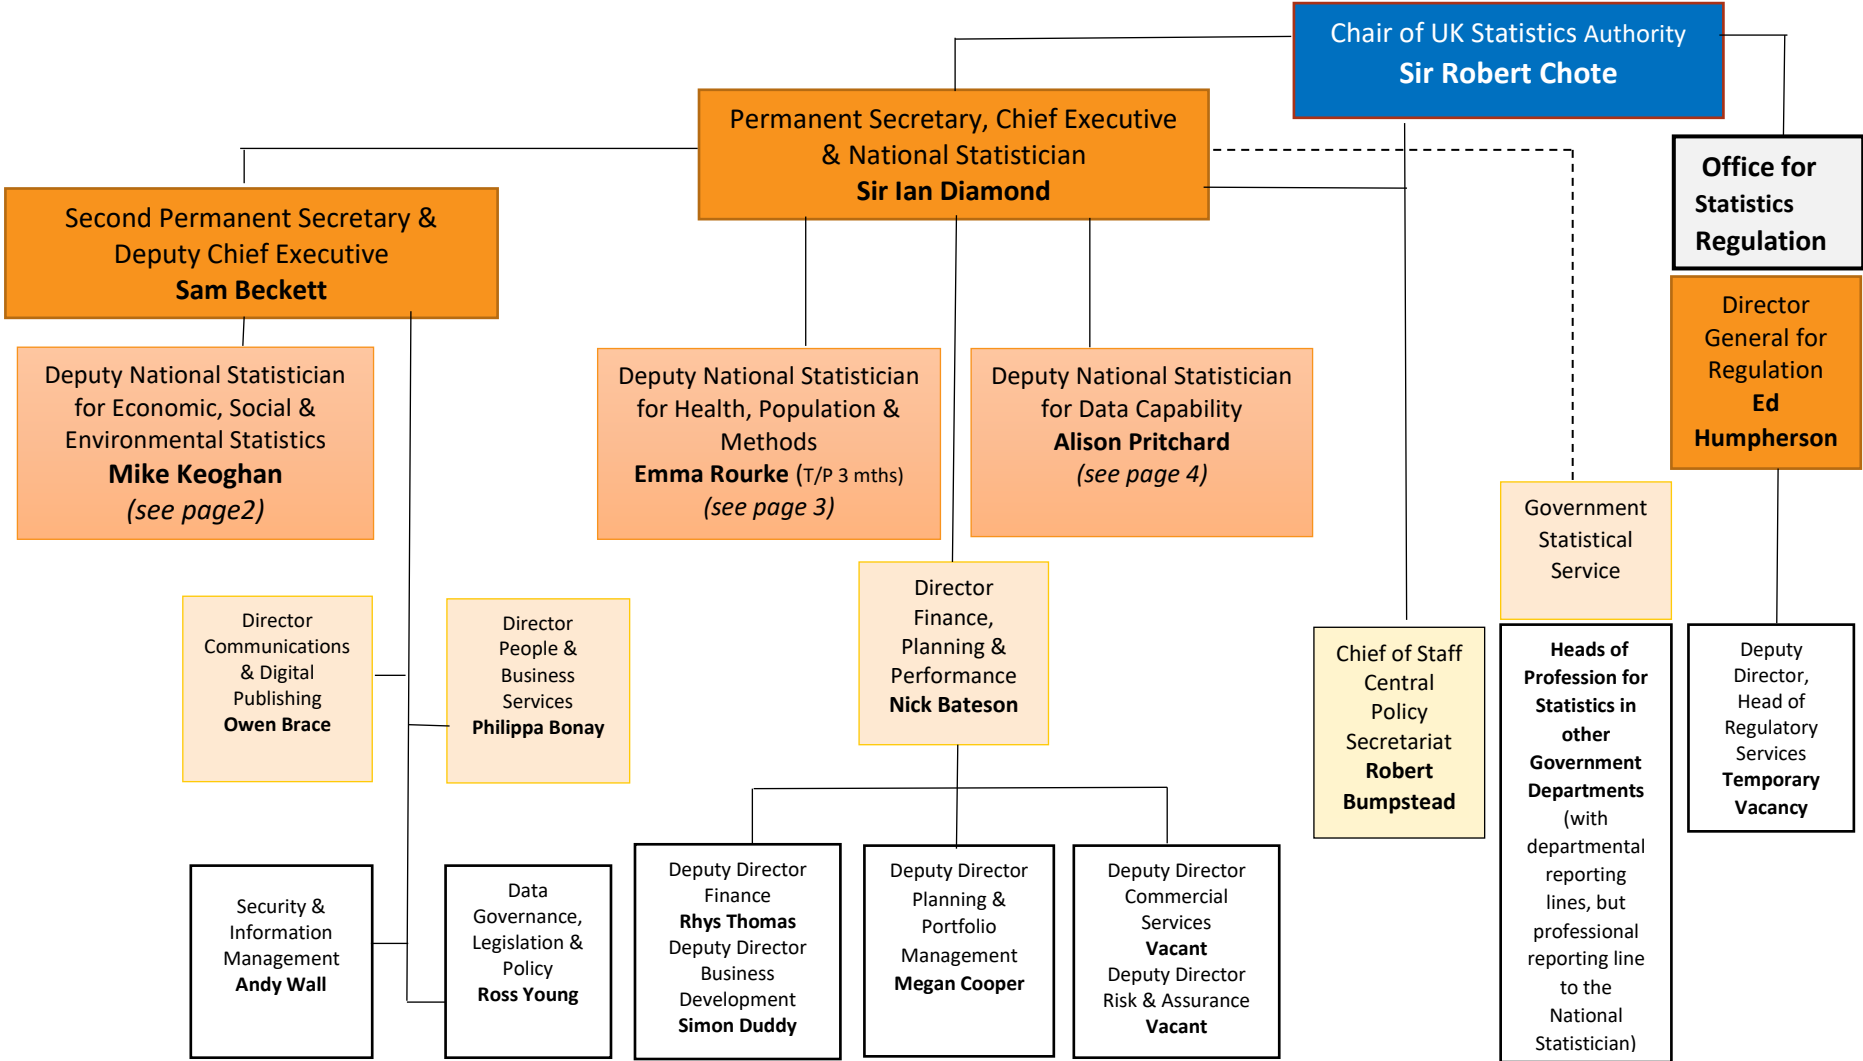 Chair of UK Statistics Authority
Sir Robert Chote
Permanent Secretary, Chief Executive
& National Statistician
Sir Ian Diamond
Office for
Statistics
Regulation
Second Permanent Secretary &
Deputy Chief Executive
Sam Beckett
Director
General for
Regulation
Ed
Humpherson
Deputy National Statistician
for Economic, Social &
Environmental Statistics
Mike Keoghan
(see page2)
Deputy National Statistician
for Health, Population &
Methods
Emma Rourke (T/P 3 mths)
(see page 3)
Deputy National Statistician
for Data Capability
Alison Pritchard
(see page 4)
Government
Statistical
Service
Director
Communications
& Digital
Publishing
Owen Brace
Director
People &
Business
Services
Philippa Bonay
Director
Finance,
Planning &
Performance
Nick Bateson
Chief of Staff
Central
Policy
Secretariat
Robert
Bumpstead
Heads of
Profession for
Statistics in
other
Government
Departments
(with
departmental
reporting
lines, but
professional
reporting line
to the
National
Statistician)
Deputy
Director,
Head of
Regulatory
Services
Temporary
Vacancy
Security &
Information
Management
Andy Wall
Data
Governance,
Legislation &
Policy
Ross Young
Deputy Director
Finance
Rhys Thomas
Deputy Director
Business
Development
Simon Duddy
Deputy Director
Planning &
Portfolio
Management
Megan Cooper
Deputy Director
Commercial
Services
Vacant
Deputy Director
Risk & Assurance
Vacant